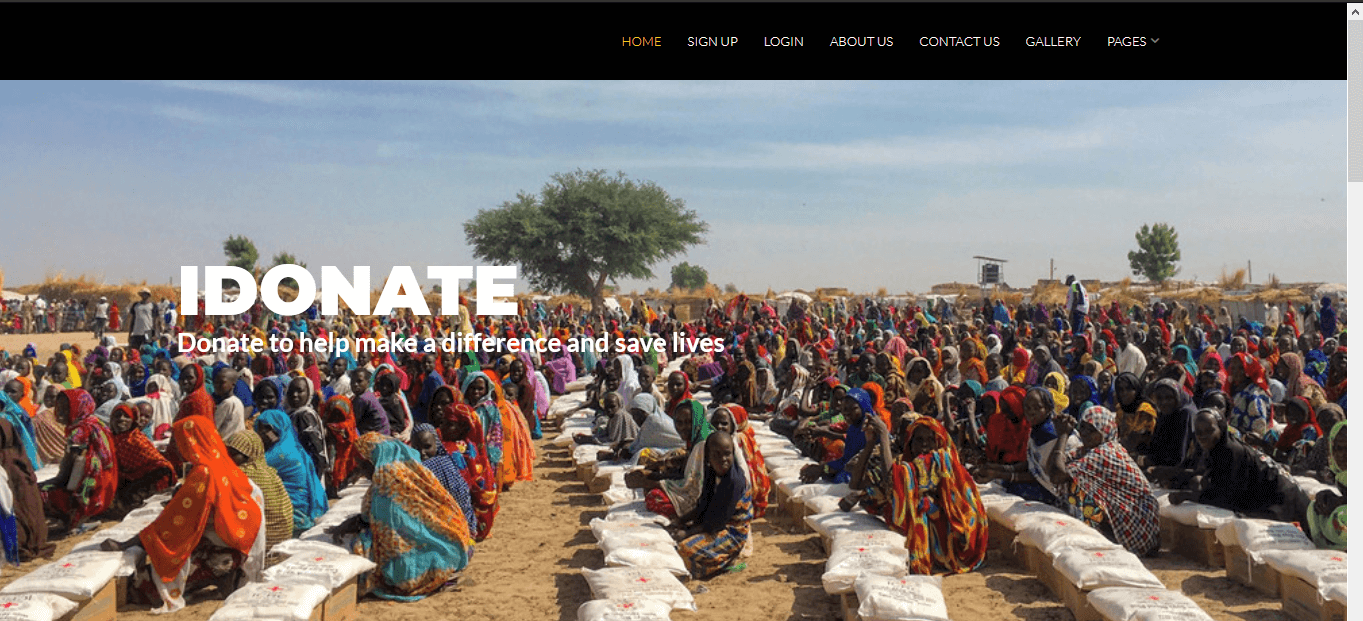 HOME SIGN UP LOGIN ABOUT US CONTACT US GALLERY PAGES
IDONATE
Donate to help make a difference and save lives